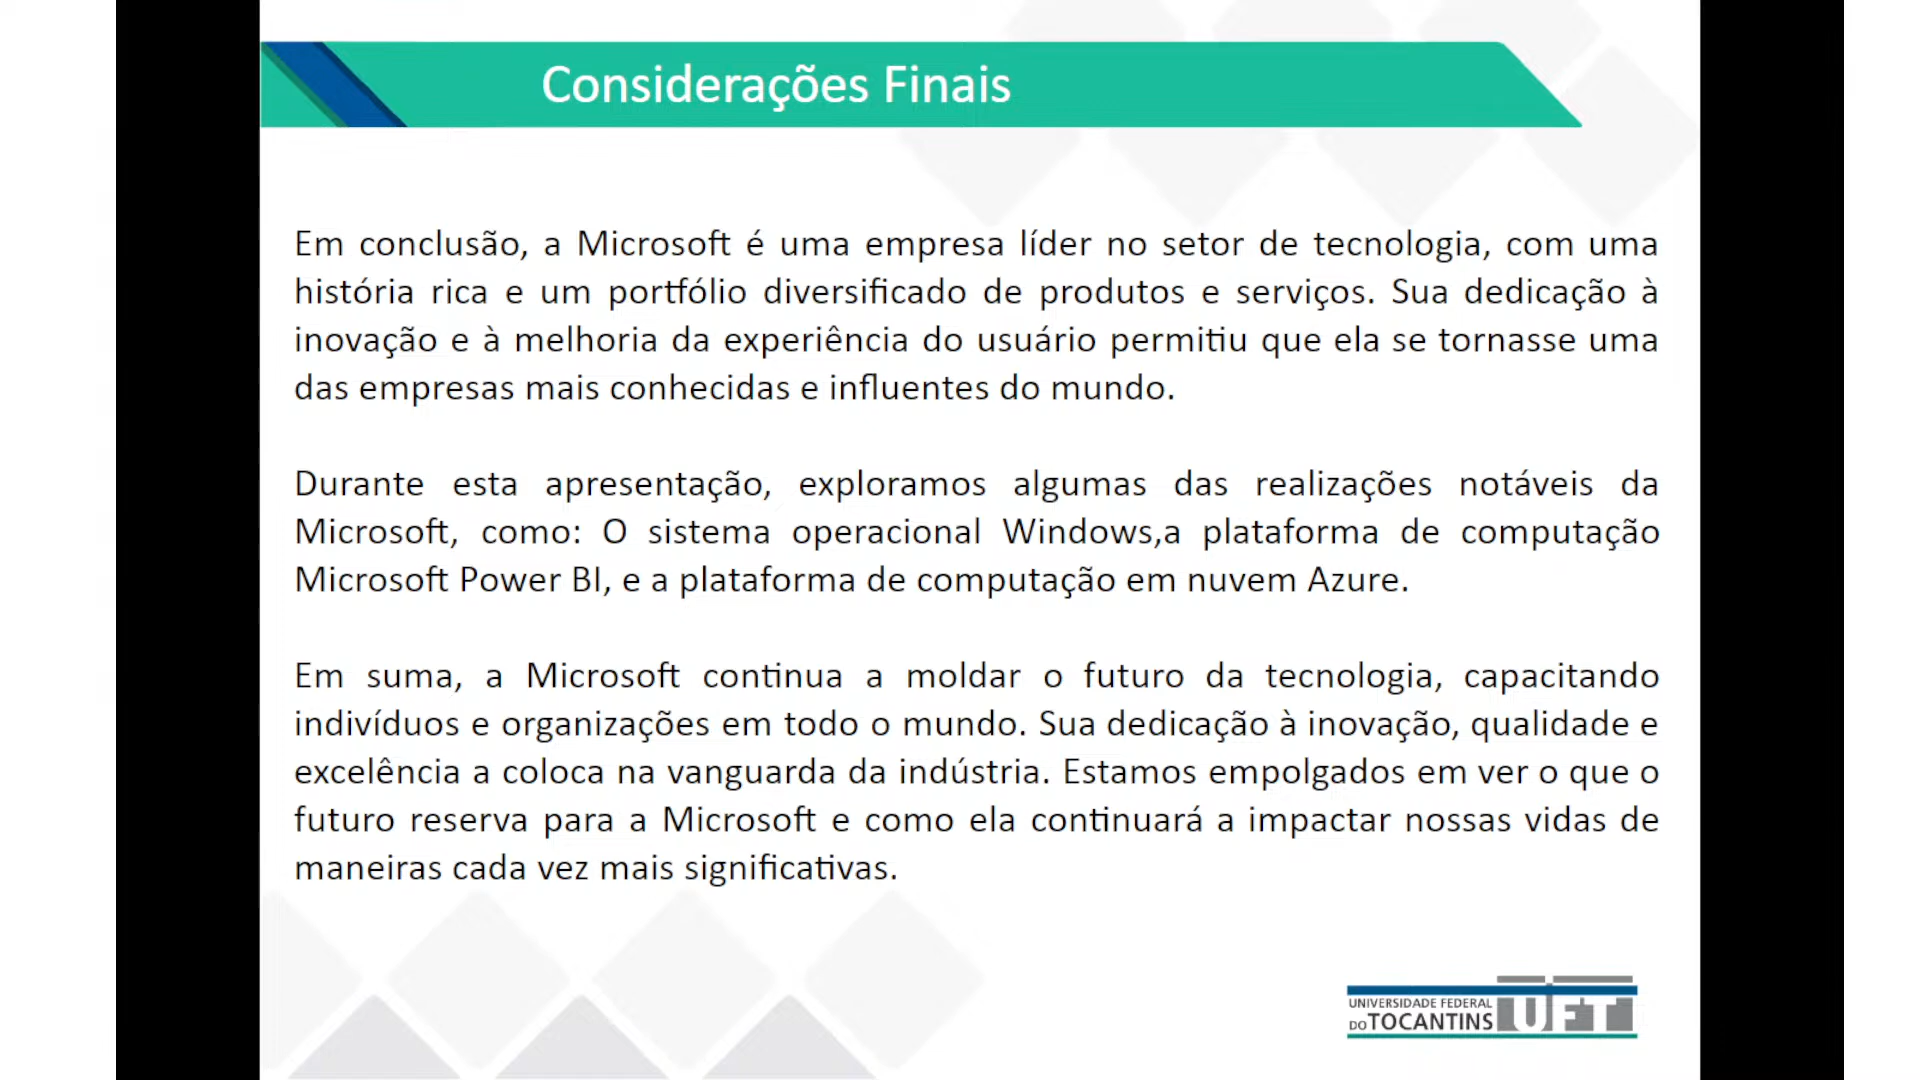 Considerações Finais
Em conclusão, a Microsoft é uma empresa líder no setor de tecnologia, com uma
história rica e um portfólio diversificado de produtos e serviços. Sua dedicação à
inovação e à melhoria da experiência do usuário permitiu que ela se tornasse uma
das empresas mais conhecidas e influentes do mundo.
Durante esta apresentação, exploramos algumas das realizações notáveis da
Microsoft, como: O sistema operacional Windows,a plataforma de computação
Microsoft Power BI, e a plataforma de computação em nuvem Azure.
Em suma, a Microsoft continua a moldar o futuro da tecnologia, capacitando
indivíduos e organizações em todo o mundo. Sua dedicação à inovação, qualidade e
excelência a coloca na vanguarda da indústria. Estamos empolgados em ver o que o
futuro reserva para a Microsoft e como ela continuará a impactar nossas vidas de
maneiras cada vez mais significativas.
UNIVERSIDADE FEDERAL
DO TOCANTINS UFT